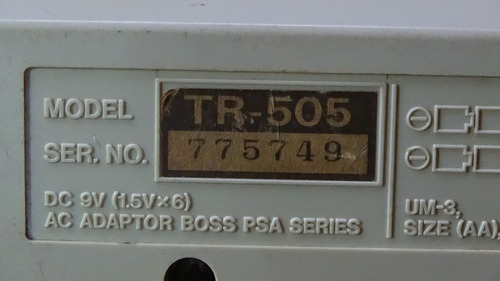 MODEL TR-505
SER. NO. 775749
DC 9V (1.5V×6)
AC ADAPTOR BOSS PSA SERIES
UM-3,
SIZE (AA),